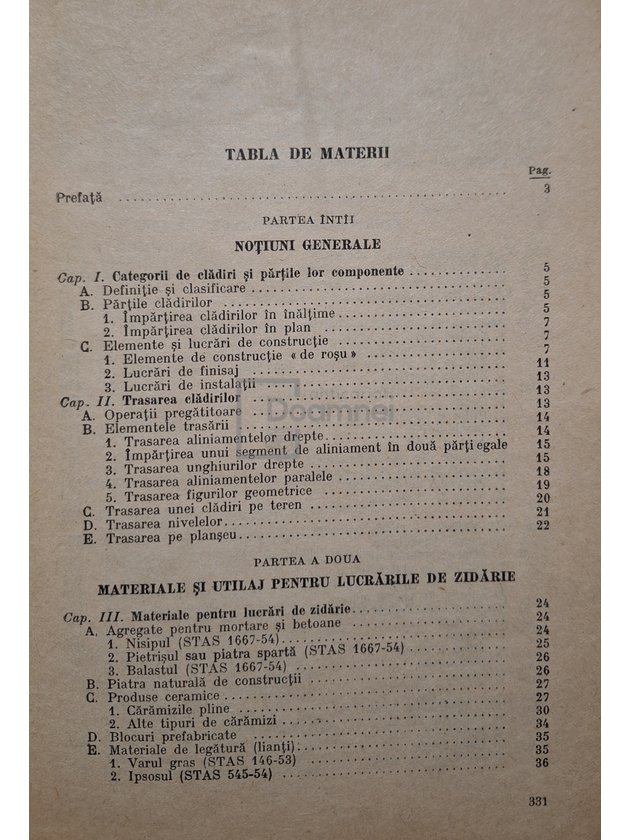 TABLA DE MATERII
Pag.
Prefață . . . . . . . . . . 3
PARTEA ÎNTÎI
NOȚIUNI GENERALE
Cap. I. Categorii de clădiri și părțile lor componente . . . . . . . . . . 5
A. Definiție și clasificare . . . . . . . . . . 5
B. Părțile clădirilor . . . . . . . . . . 5
1. Împărțirea clădirilor în înălțime . . . . . . . . . . 5
2. Împărțirea clădirilor în plan . . . . . . . . . . 7
C. Elemente și lucrări de construcție . . . . . . . . . . 7
1. Elemente de construcție « de roșu » . . . . . . . . . . 7
2. Lucrări de finisaj . . . . . . . . . . 11
3. Lucrări de instalații . . . . . . . . . . 13
Cap. II. Trasarea clădirilor . . . . . . . . . . 13
A. Operații pregătitoare . . . . . . . . . . 13
B. Elementele trasării . . . . . . . . . . 14
1. Trasarea aliniamentelor drepte . . . . . . . . . . 14
2. Împărțirea unui segment de aliniament în două părți egale 15
3. Trasarea unghiurilor drepte . . . . . . . . . . 15
4. Trasarea aliniamentelor paralele . . . . . . . . . . 18
5. Trasarea figurilor geometrice . . . . . . . . . . 19
C. Trasarea unei clădiri pe teren . . . . . . . . . . 20
D. Trasarea nivelelor . . . . . . . . . . 21
E. Trasarea pe planșeu . . . . . . . . . . 22
Doamnei
PARTEA A DOUA
MATERIALE ȘI UTILAJ PENTRU LUCRĂRILE DE ZIDĂRIE
Cap. III. Materiale pentru lucrări de zidărie . . . . . . . . . . 24
A. Agregate pentru mortare și betoane . . . . . . . . . . 24
1. Nisipul (STAS 1667-54) . . . . . . . . . . 24
2. Pietrișul sau piatra spartă (STAS 1667-54) . . . . . . . . . . 25
3. Balastul (STAS 1667-54) . . . . . . . . . . 26
B. Piatra naturală de construcții . . . . . . . . . . 26
C. Produse ceramice . . . . . . . . . . 27
1. Cărămizile pline . . . . . . . . . . 27
2. Alte tipuri de cărămizi . . . . . . . . . . 30
D. Blocuri prefabricate . . . . . . . . . . 34
E. Materiale de legătură (lianți) . . . . . . . . . . 35
1. Varul gras (STAS 146-53) . . . . . . . . . . 35
2. Ipsosul (STAS 545-54) . . . . . . . . . . 36
331